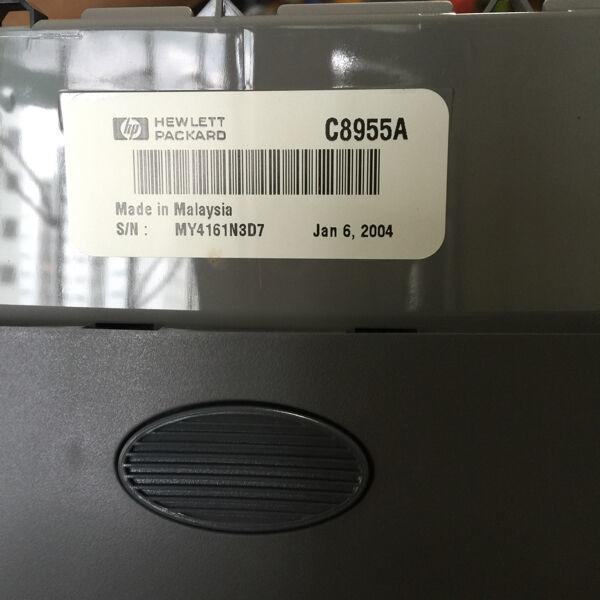 hp HEWLETT
PACKARD
C8955A
Made in Malaysia
S/N : MY4161N3D7 Jan 6, 2004